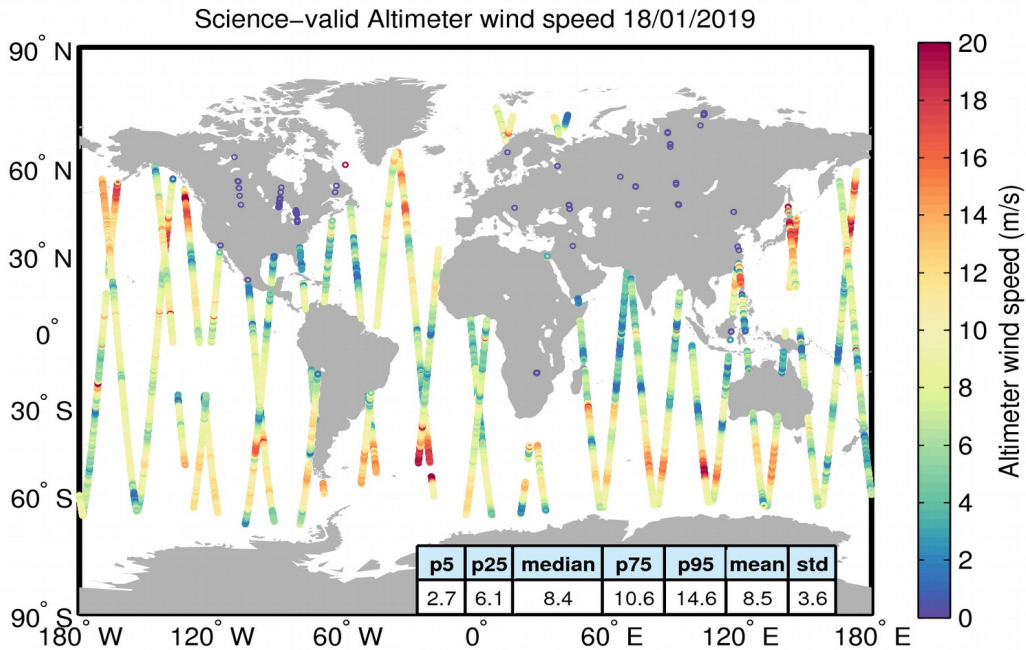 Science−valid Altimeter wind speed 18/01/2019
90° N
60° N
30° N
0°
30° S
60° S
90° S
180° W
120° W
60° W
0°
60° E
120° E
180° E
p5 p25 median p75 p95 mean std
2.7 6.1 8.4 10.6 14.6 8.5 3.6
20
18
16
14
12
10
8
6
4
2
0
Altimeter wind speed (m/s)